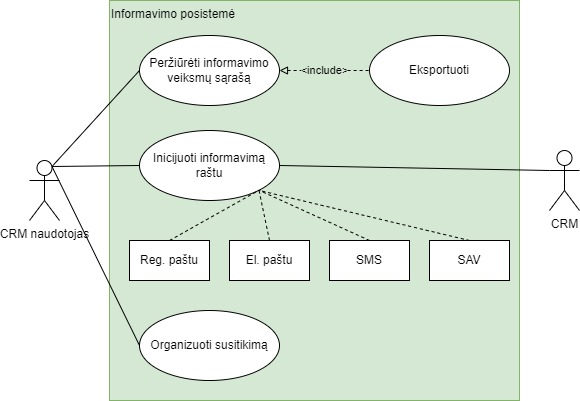 Informavimo posistemė
Peržiūrėti informavimo
veiksmų sąrašą
<include>
Eksportuoti
Inicijuoti informavimą
raštu
CRM naudotojas
CRM
Reg. paštu
El. paštu
SMS
SAV
Organizuoti susitikimą